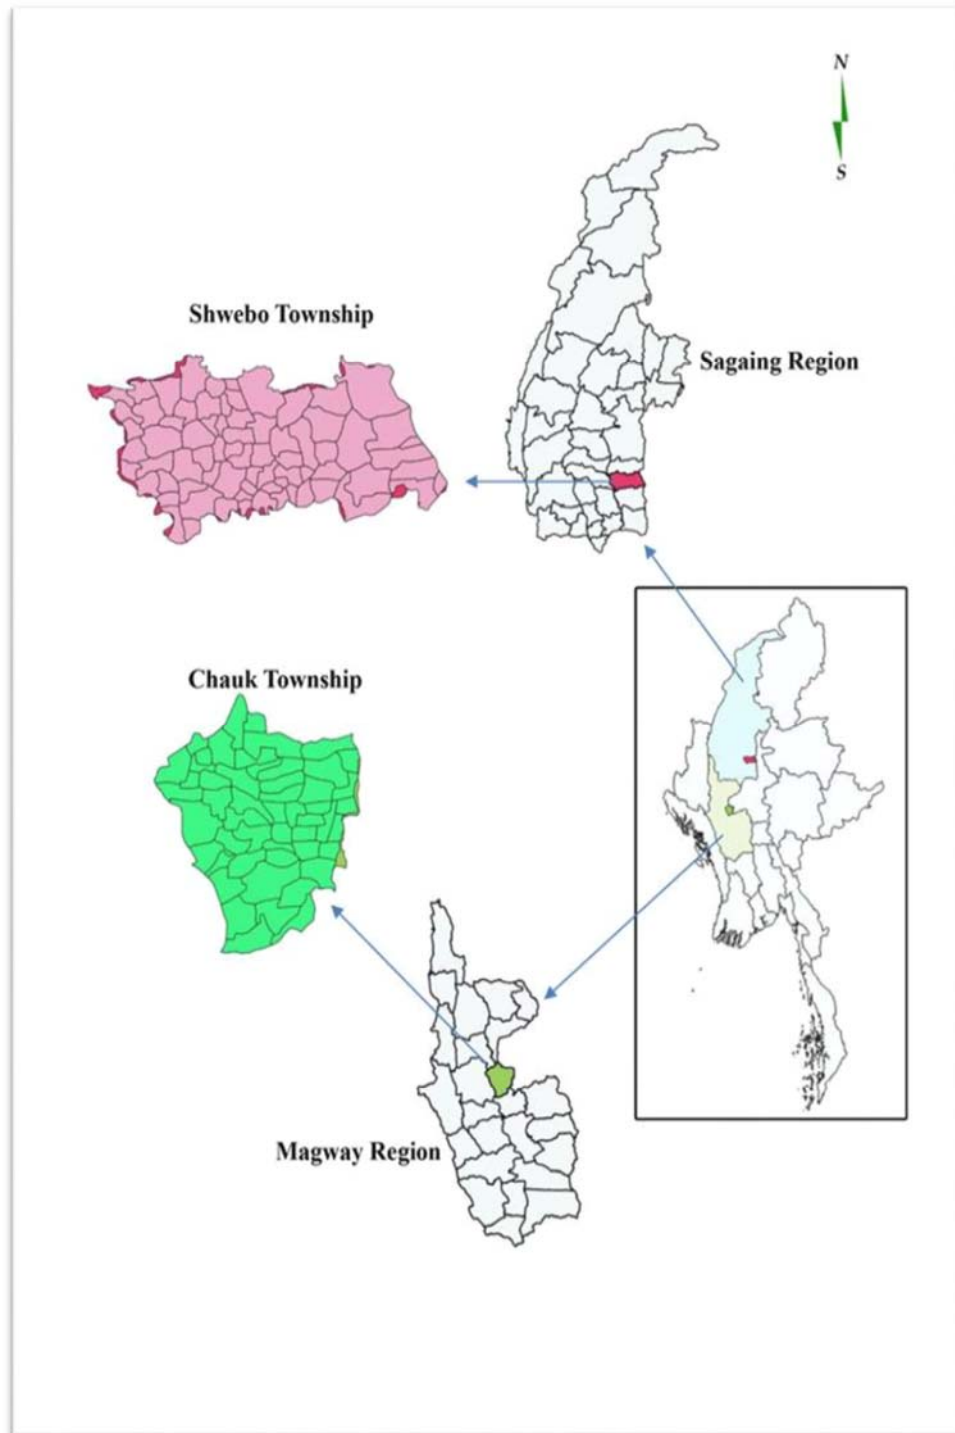 N
S
Shwebo Township
Sagaing Region
Chauk Township
Magway Region